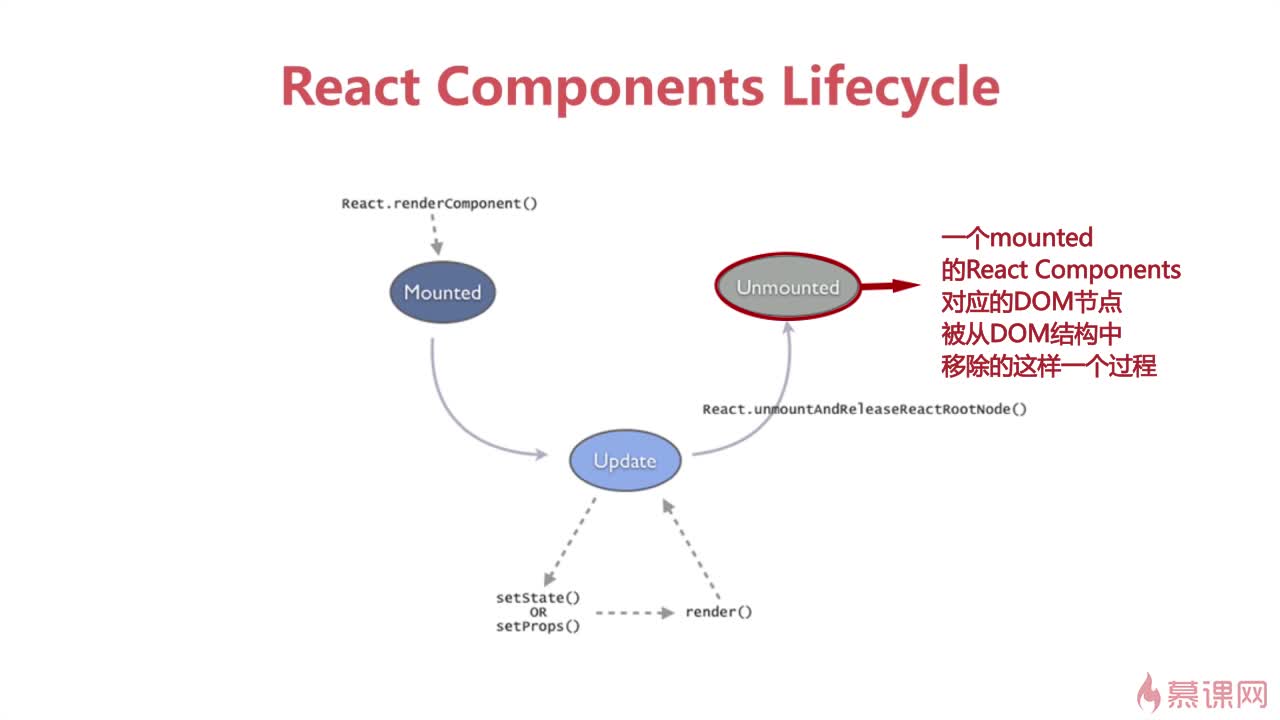 React Components Lifecycle
React.renderComponent()
Mounted
Unmounted
一个mounted
的React Components
对应的DOM节点
被从DOM结构中
移除的这样一个过程
React.unmountAndReleaseReactRootNode()
Update
setState()
OR
setProps()
render()
慕课网